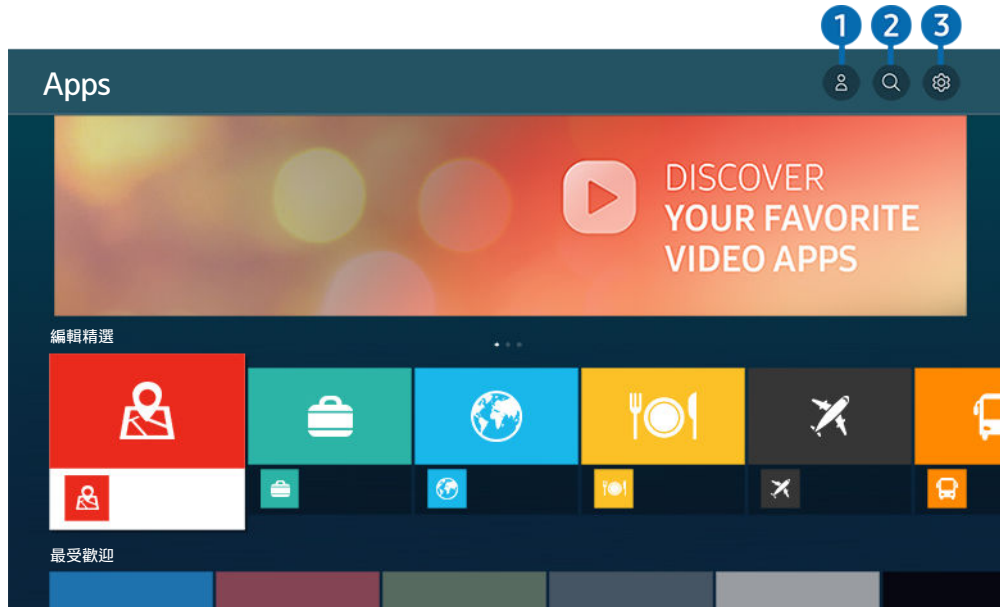 1 2 3
Apps
DISCOVER
YOUR FAVORITE
VIDEO APPS
編輯精選
最受歡迎